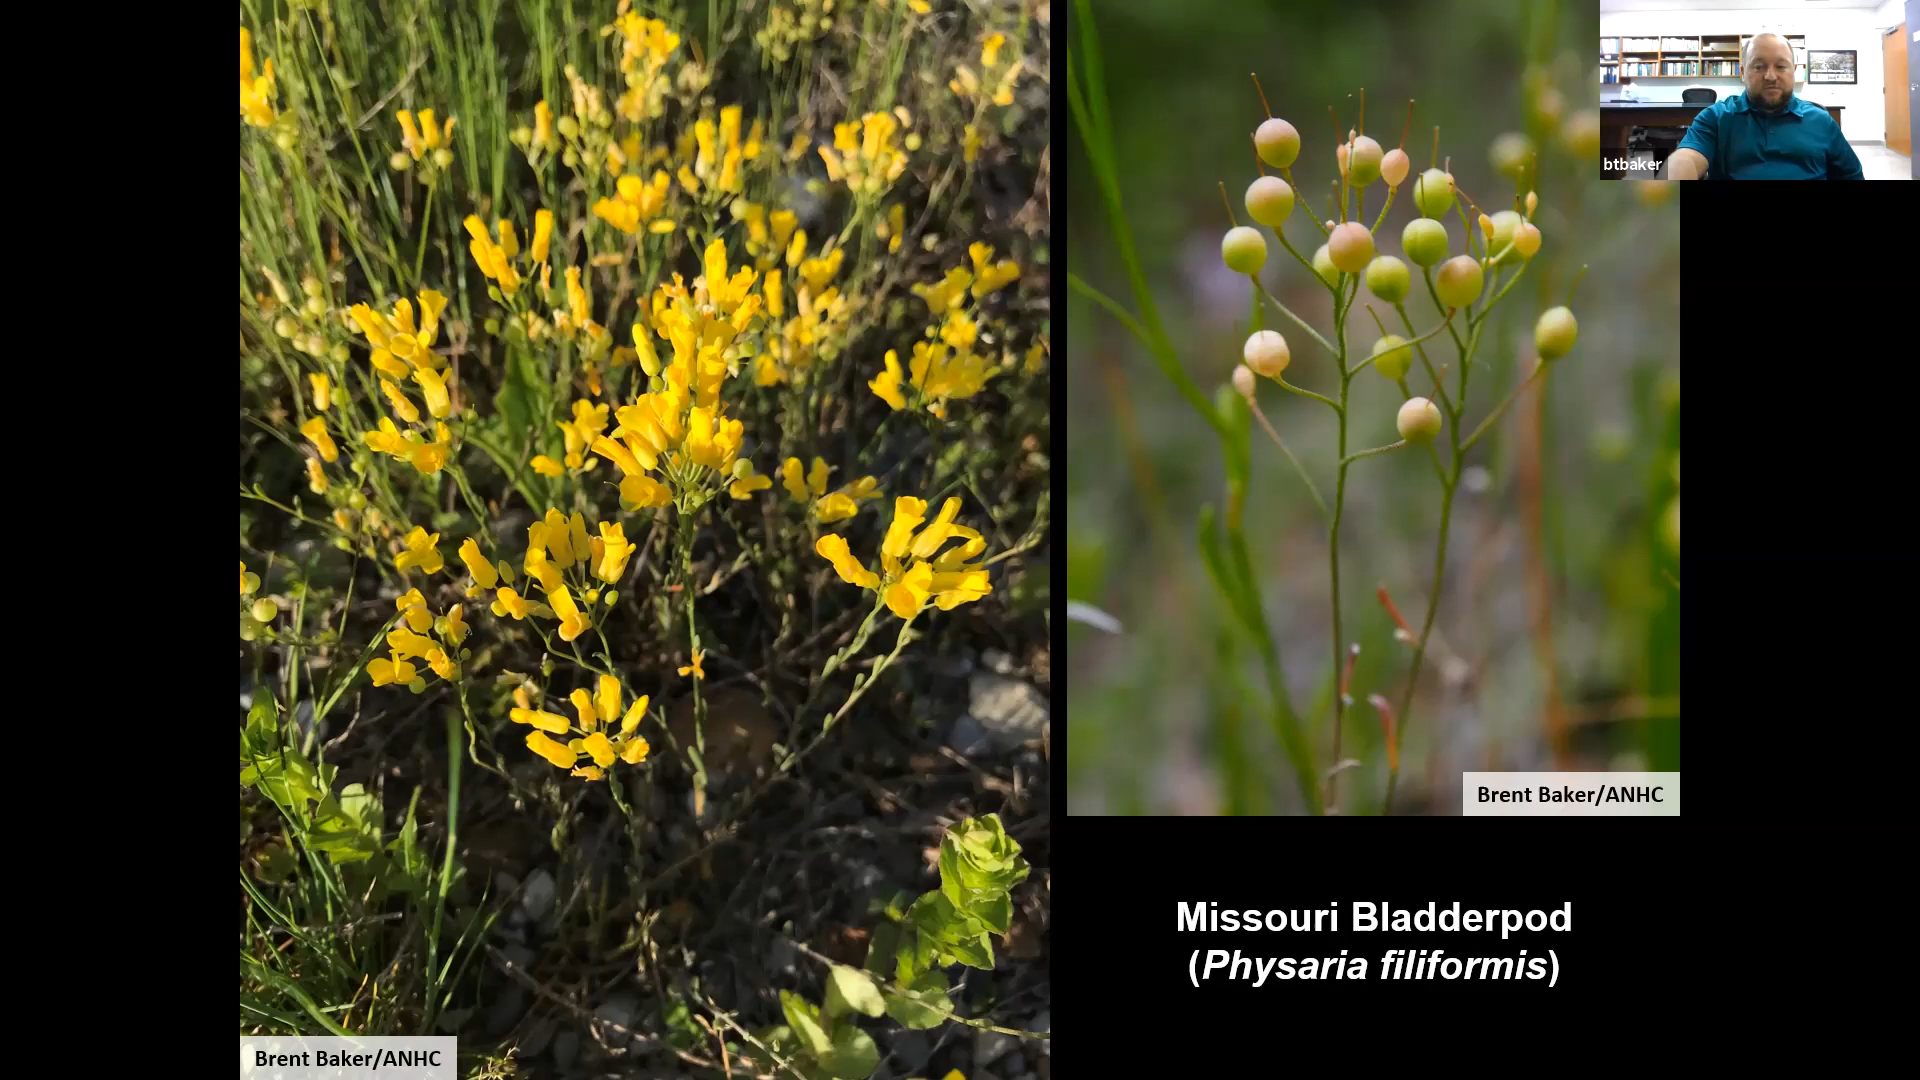 btbaker
Brent Baker/ANHC
Missouri Bladderpod
(Physaria filiformis)
Brent Baker/ANHC